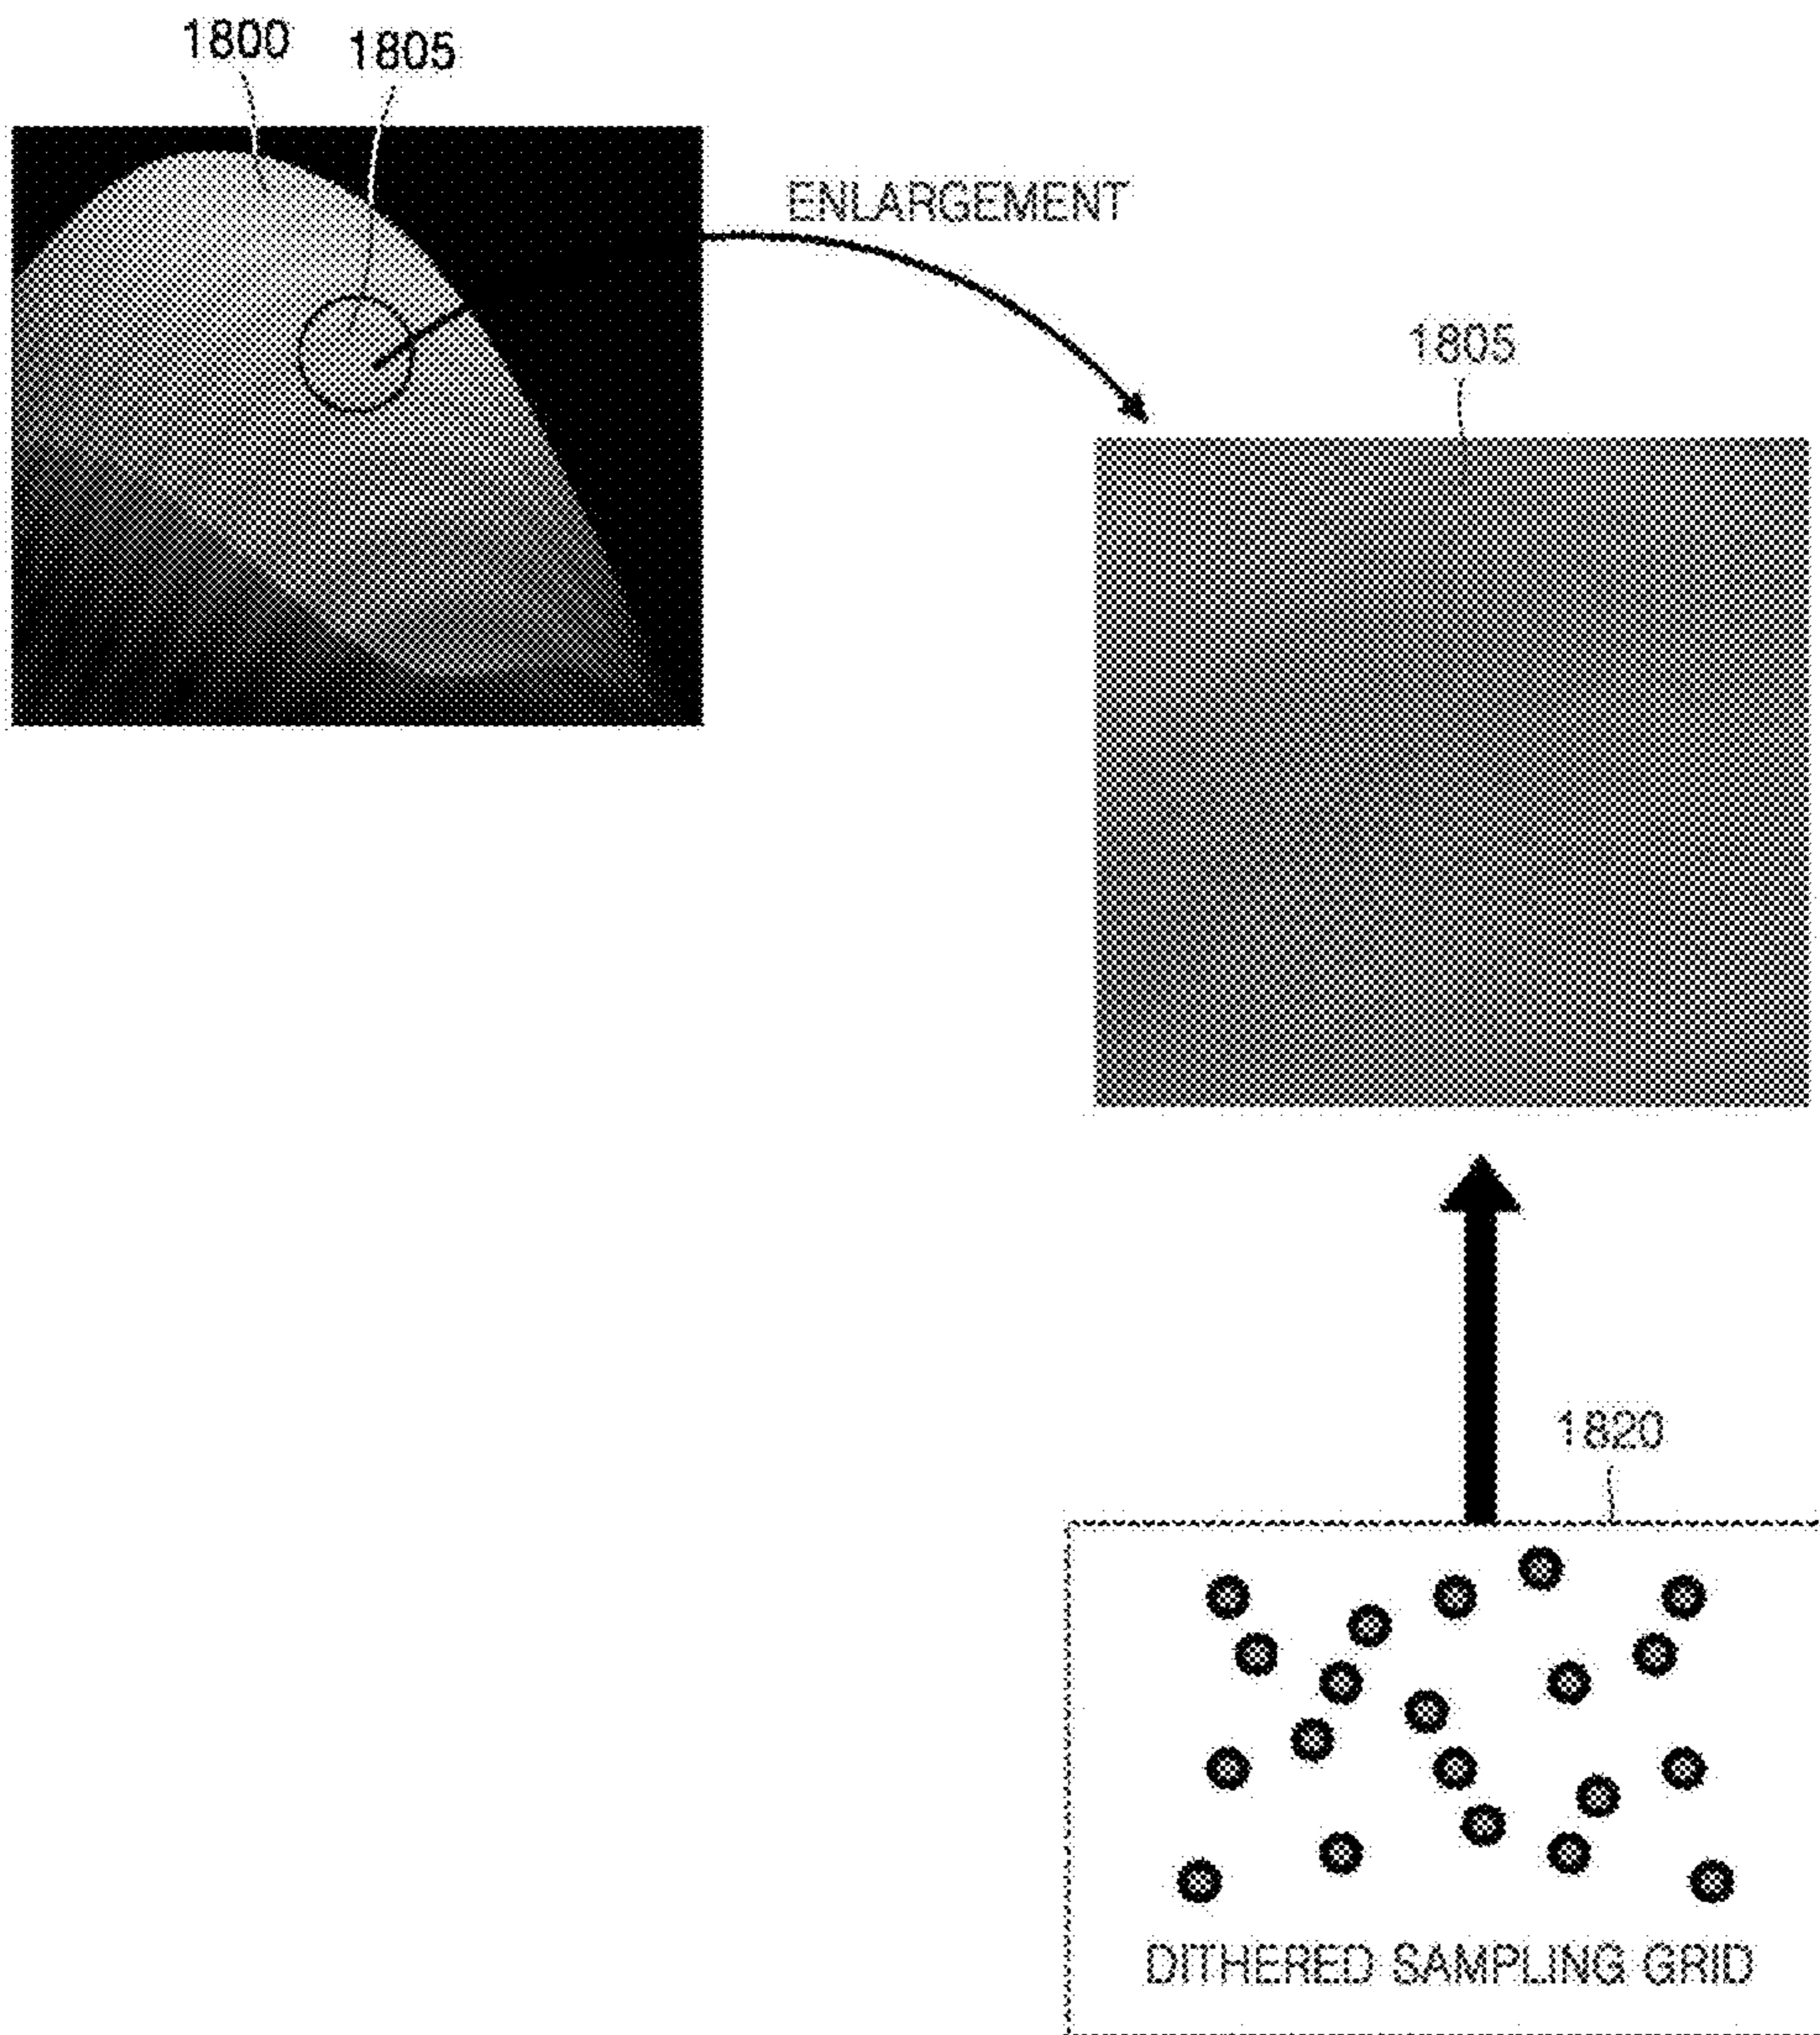 1800 1805
ENLARGEMENT
1805
1820
DITHERED SAMPLING GRID